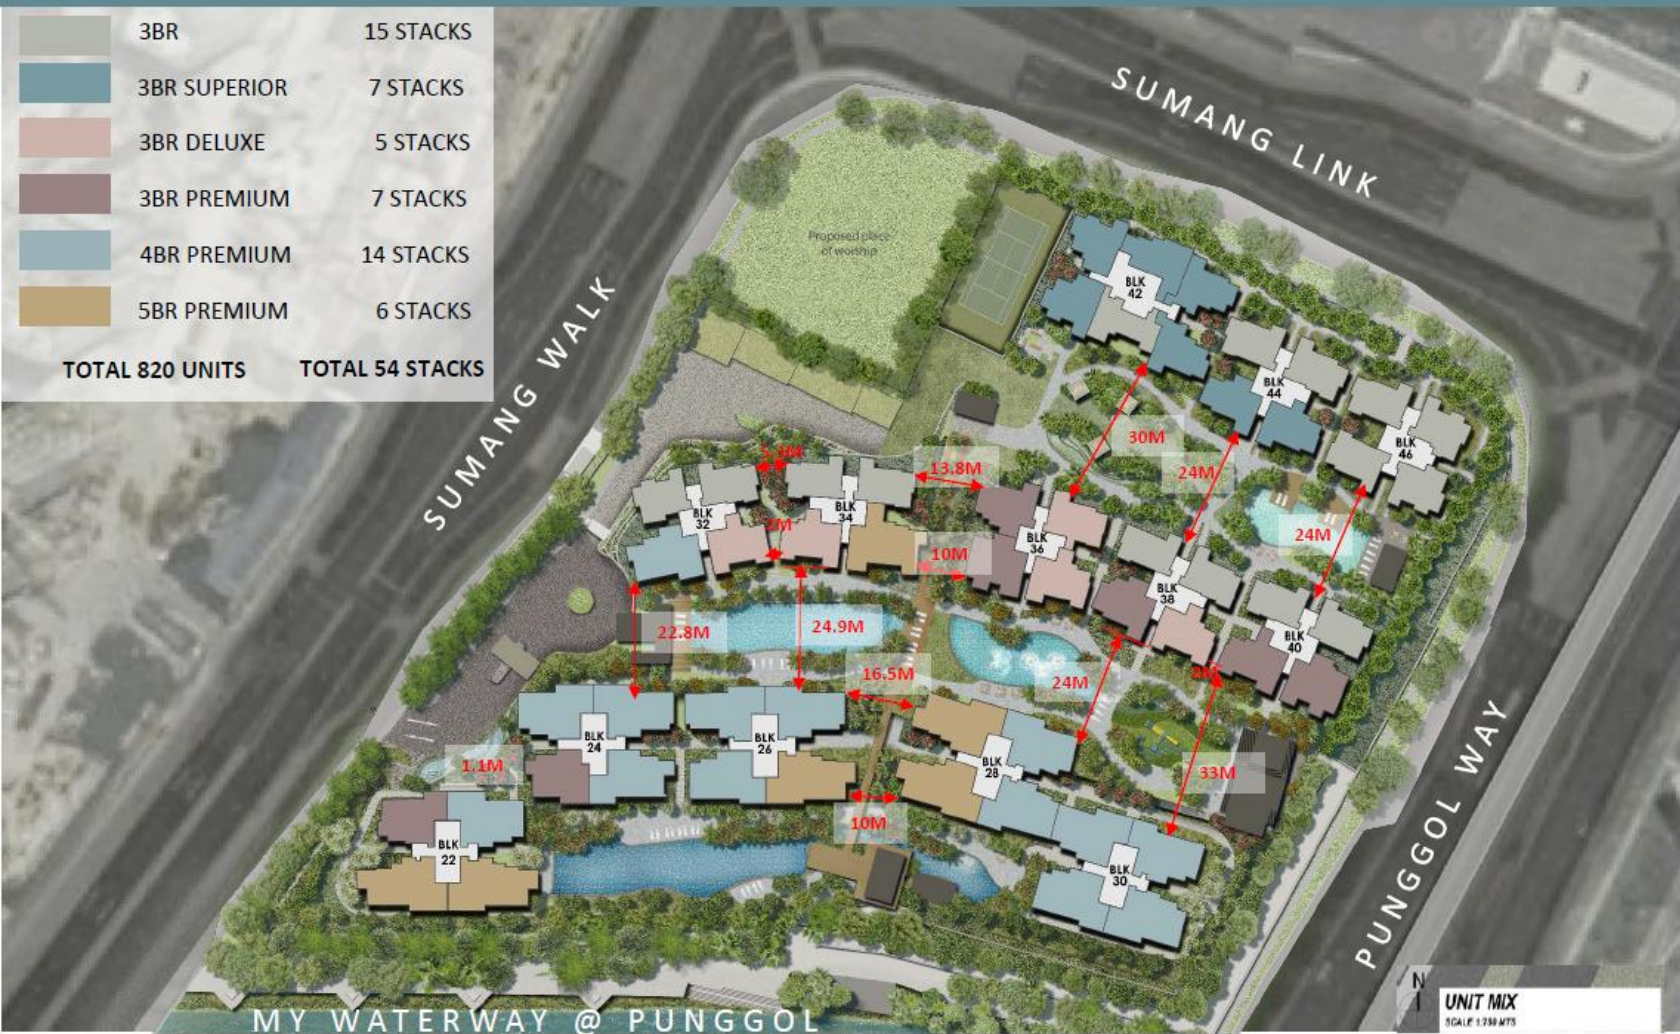 3BR 15 STACKS
3BR SUPERIOR 7 STACKS
3BR DELUXE 5 STACKS
3BR PREMIUM 7 STACKS
4BR PREMIUM 14 STACKS
5BR PREMIUM 6 STACKS
TOTAL 820 UNITS TOTAL 54 STACKS
SUMANG LINK
SUMANG WALK
Proposed place
of worship
BLK
42
BLK
44
BLK
46
30M
24M
13.8M
BLK
32
BLK
34
BLK
36
10M
24M
BLK
38
BLK
40
22.8M
24.9M
16.5M
24M
33M
BLK
24
BLK
26
BLK
28
1.1M
10M
BLK
22
BLK
30
PUNGGOL WAY
MY WATERWAY @ PUNGGOL
N
UNIT MIX